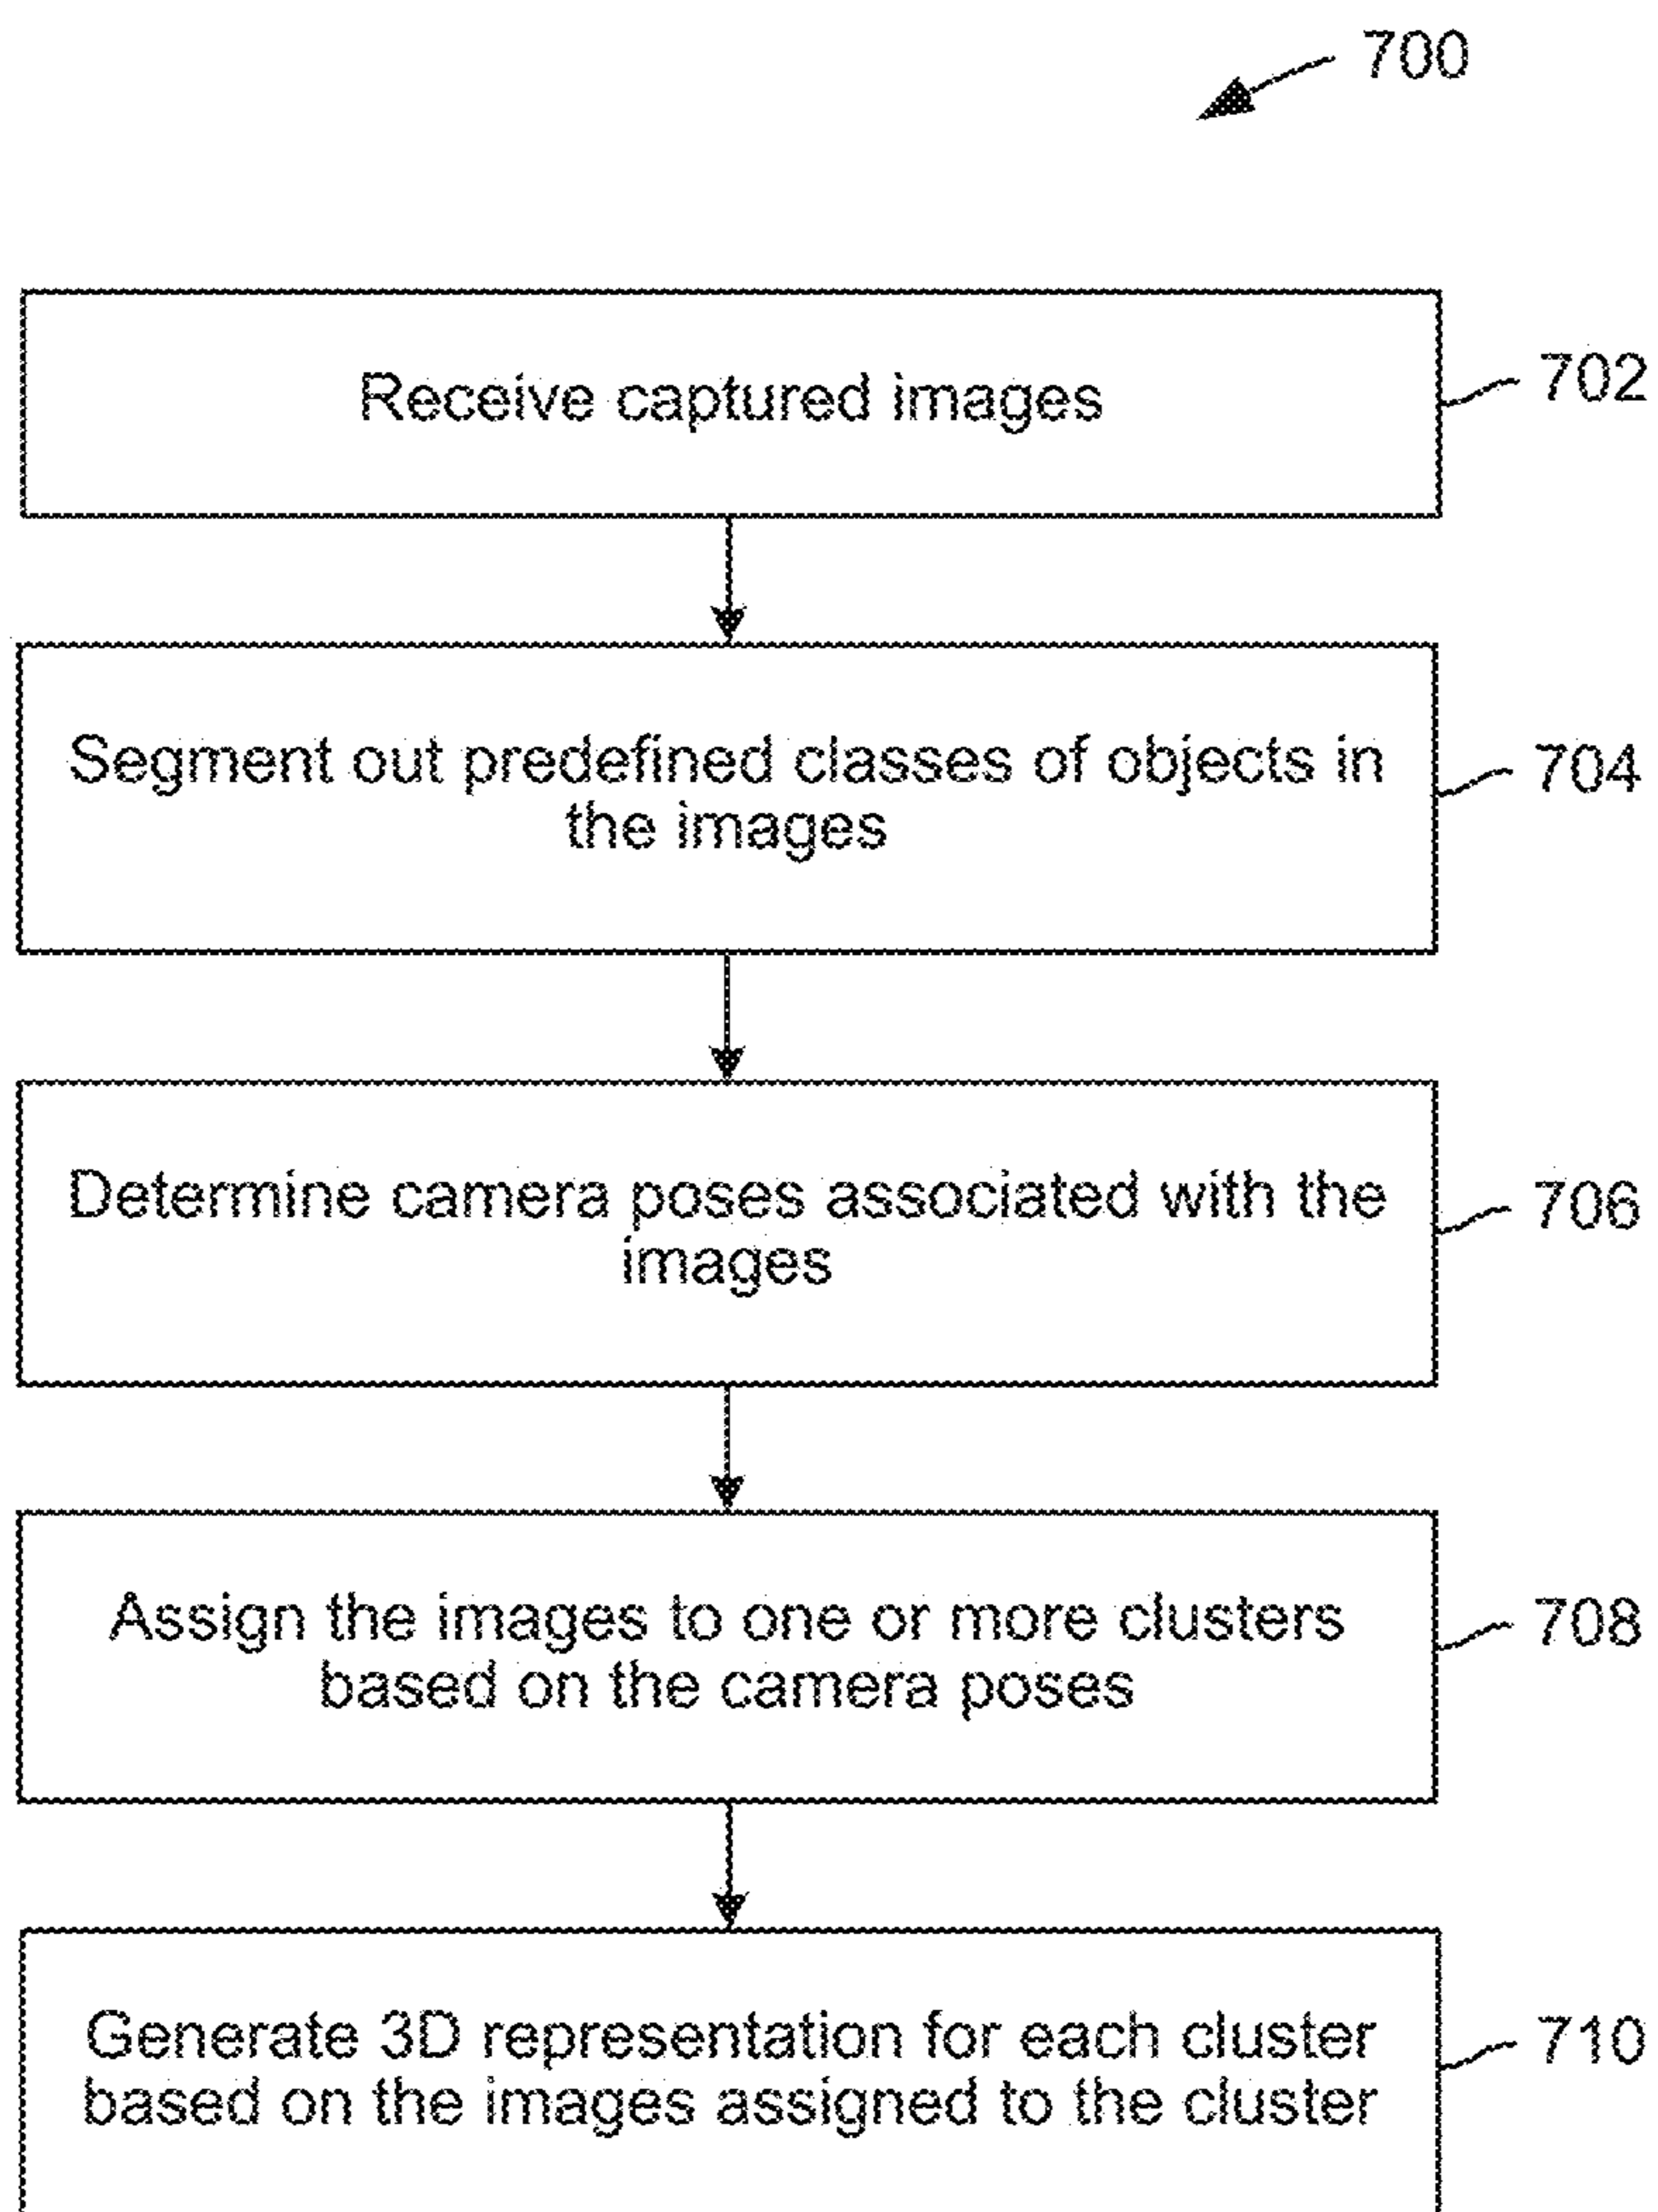 700
Receive captured images
702
Segment out predefined classes of objects in
the images
704
Determine camera poses associated with the
images
706
Assign the images to one or more clusters
based on the camera poses
708
Generate 3D representation for each cluster
based on the images assigned to the cluster
710